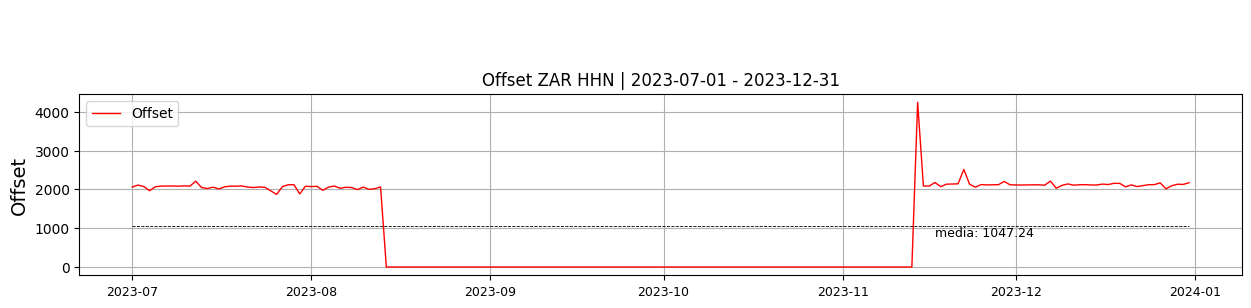 Offset ZAR HHN | 2023-07-01 - 2023-12-31
Offset
Offset
4000
3000
2000
1000
0
media: 1047.24
2023-07 2023-08 2023-09 2023-10 2023-11 2023-12 2024-01